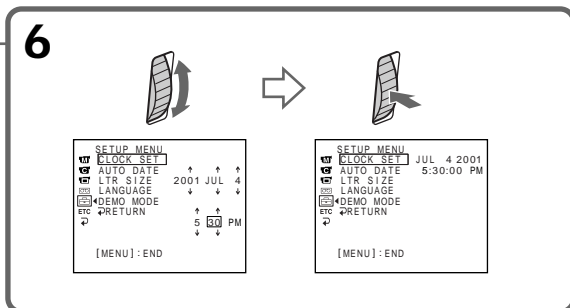 6
SETUP MENU
CLOCK SET
AUTO DATE
LTR SIZE 2001 JUL 4
LANGUAGE
DEMO MODE
ETC RETURN
5 30 PM
[MENU] : END
SETUP MENU
CLOCK SET JUL 4 2001
AUTO DATE 5:30:00 PM
LTR SIZE
LANGUAGE
DEMO MODE
ETC RETURN
[MENU] : END